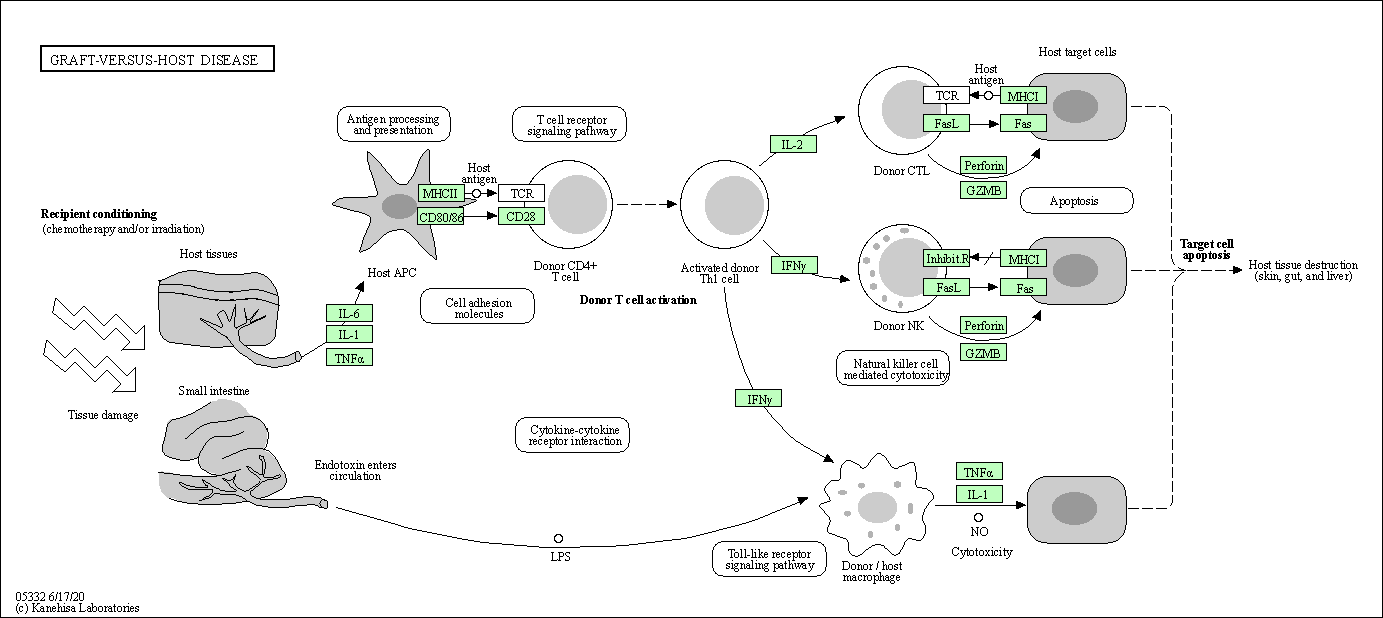 GRAFT-VERSUS-HOST DISEASE
Recipient conditioning
(chemotherapy and/or irradiation)
Host tissues
Tissue damage
Small intestine
Endotoxin enters
circulation
IL-6
IL-1
TNFα
Antigen processing
and presentation
MHCII
CD80/86
Host APC
Host
antigen
T cell receptor
signaling pathway
TCR
CD28
Donor CD4+
T cell
Cell adhesion
molecules
Donor T cell activation
Cytokine-cytokine
receptor interaction
LPS
Activated donor
Th1 cell
IL-2
IFNγ
IFNγ
Host target cells
Host
antigen
TCR
MHCI
FasL
Fas
Donor CTL
Perforin
GZMB
Apoptosis
Inhibit.R
MHCI
FasL
Fas
Donor NK
Perforin
GZMB
Natural killer cell
mediated cytotoxicity
Target cell
apoptosis
Host tissue destruction
(skin, gut, and liver)
TNFα
IL-1
NO
Cytotoxicity
Toll-like receptor
signaling pathway
Donor / host
macrophage
05332 6/17/20
(c) Kanehisa Laboratories